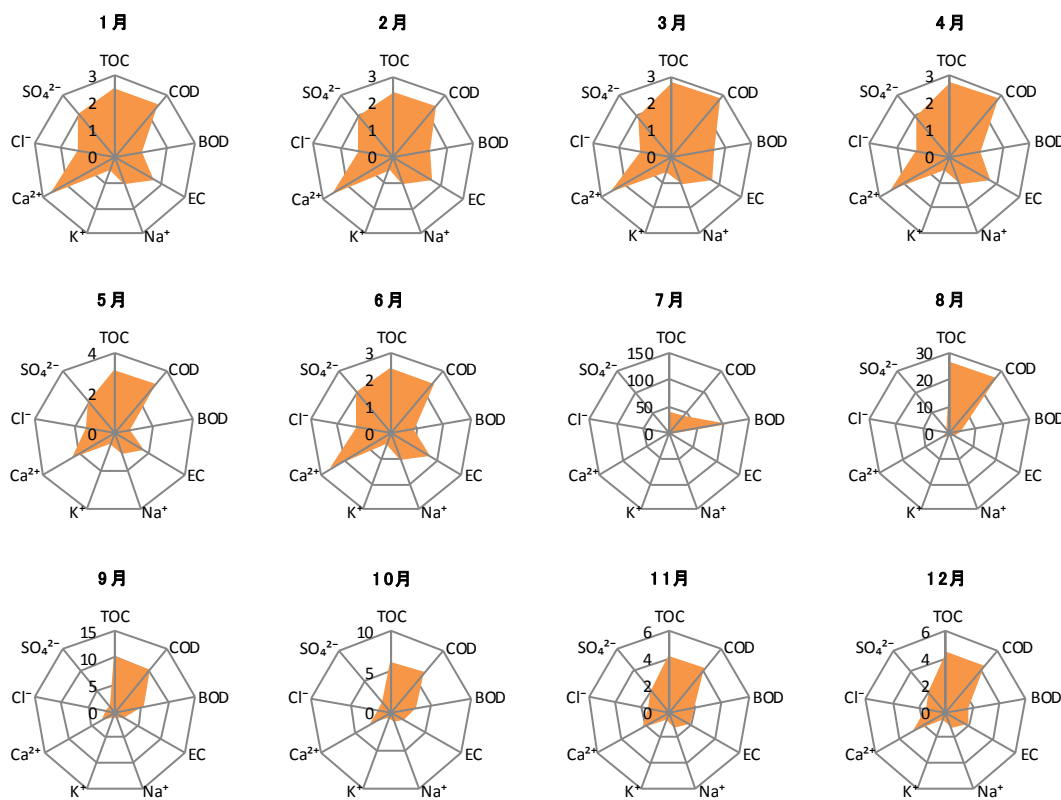 1月
TOC
3
2
1
0
COD
BOD
EC
Na⁺
K⁺
Ca²⁺
Cl⁻
SO₄²⁻
2月
TOC
3
2
1
0
COD
BOD
EC
Na⁺
K⁺
Ca²⁺
Cl⁻
SO₄²⁻
3月
TOC
3
2
1
0
COD
BOD
EC
Na⁺
K⁺
Ca²⁺
Cl⁻
SO₄²⁻
4月
TOC
3
2
1
0
COD
BOD
EC
Na⁺
K⁺
Ca²⁺
Cl⁻
SO₄²⁻
5月
TOC
4
2
0
COD
BOD
EC
Na⁺
K⁺
Ca²⁺
Cl⁻
SO₄²⁻
6月
TOC
3
2
1
0
COD
BOD
EC
Na⁺
K⁺
Ca²⁺
Cl⁻
SO₄²⁻
7月
TOC
150
100
50
0
COD
BOD
EC
Na⁺
K⁺
Ca²⁺
Cl⁻
SO₄²⁻
8月
TOC
30
20
10
0
COD
BOD
EC
Na⁺
K⁺
Ca²⁺
Cl⁻
SO₄²⁻
9月
TOC
15
10
5
0
COD
BOD
EC
Na⁺
K⁺
Ca²⁺
Cl⁻
SO₄²⁻
10月
TOC
10
5
0
COD
BOD
EC
Na⁺
K⁺
Ca²⁺
Cl⁻
SO₄²⁻
11月
TOC
6
4
2
0
COD
BOD
EC
Na⁺
K⁺
Ca²⁺
Cl⁻
SO₄²⁻
12月
TOC
6
4
2
0
COD
BOD
EC
Na⁺
K⁺
Ca²⁺
Cl⁻
SO₄²⁻